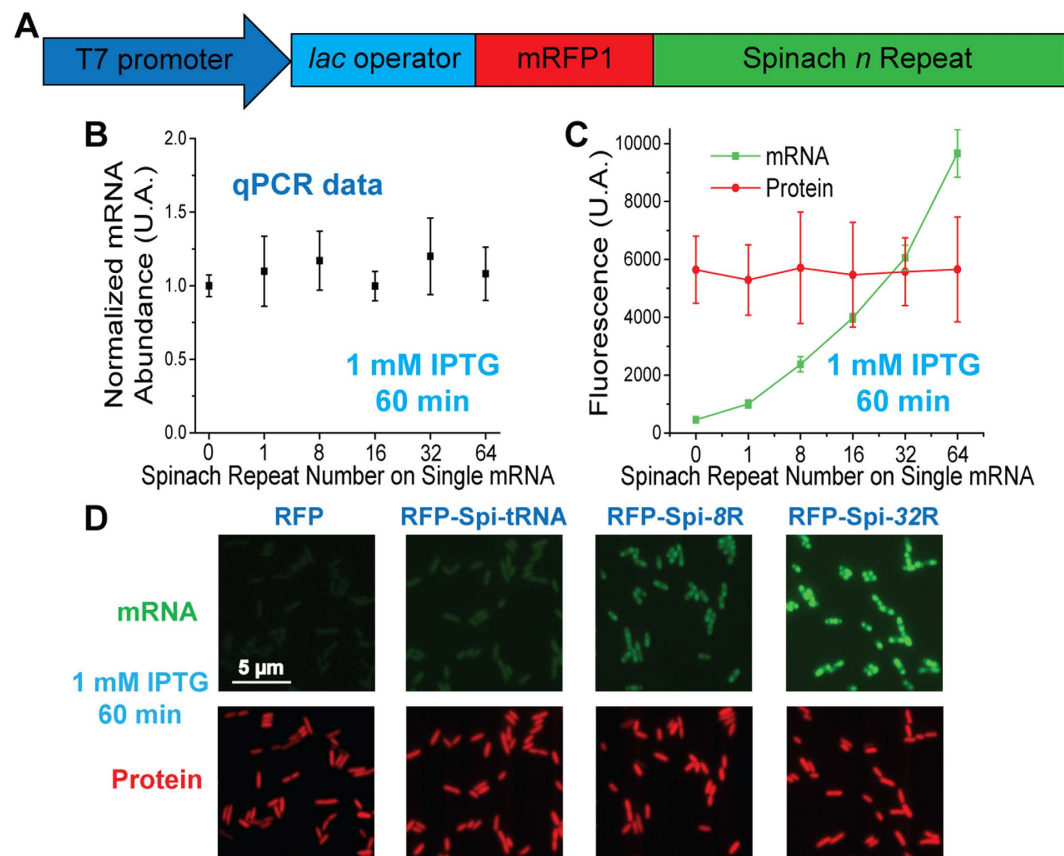 A
T7 promoter
lac operator
mRFP1
Spinach n Repeat
B
Normalized mRNA
Abundance (U.A.)
2.0
1.5
1.0
0.5
0.0
qPCR data
1 mM IPTG
60 min
0 1 8 16 32 64
Spinach Repeat Number on Single mRNA
C
Fluorescence (U.A.)
10000
8000
6000
4000
2000
0
mRNA
Protein
1 mM IPTG
60 min
0 1 8 16 32 64
Spinach Repeat Number on Single mRNA
D
RFP
RFP-Spi-tRNA
RFP-Spi-8R
RFP-Spi-32R
mRNA
5 µm
1 mM IPTG
60 min
Protein